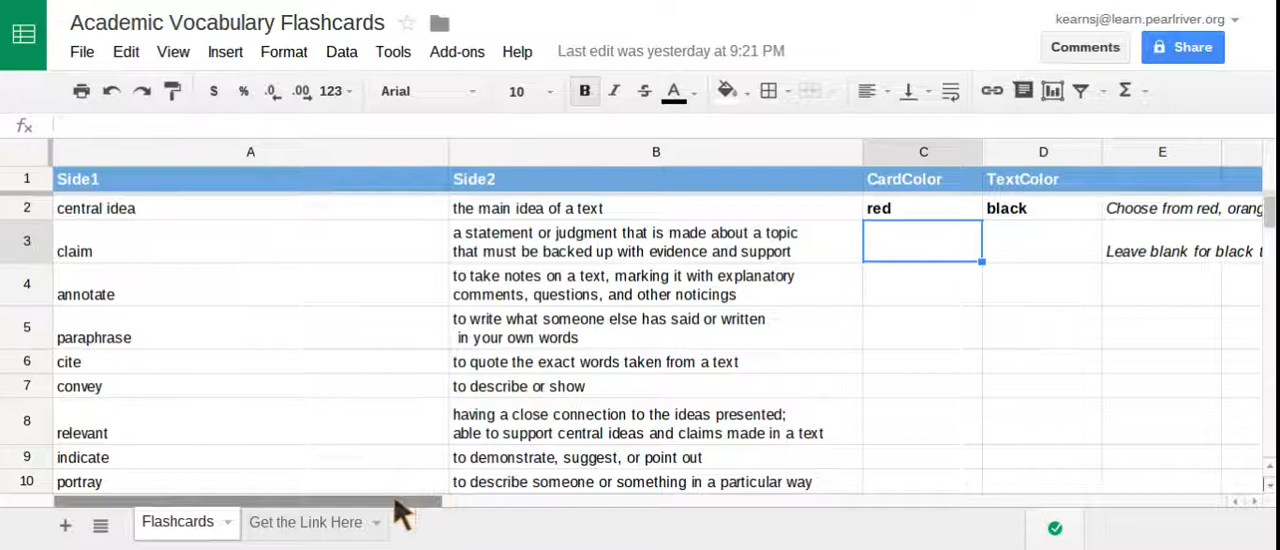 Academic Vocabulary Flashcards
kearnsj@learn.pearlriver.org
File Edit View Insert Format Data Tools Add-ons Help Last edit was yesterday at 9:21 PM
Comments Share
$ % .0 .00 123 Arial 10 B I S A Σ
fx
A B C D E
1 Side1 Side2 CardColor TextColor
2 central idea the main idea of a text red black Choose from red, orang
a statement or judgment that is made about a topic
3 claim that must be backed up with evidence and support Leave blank for black t
to take notes on a text, marking it with explanatory
4 annotate comments, questions, and other noticings
to write what someone else has said or written
5 paraphrase in your own words
6 cite to quote the exact words taken from a text
7 convey to describe or show
having a close connection to the ideas presented;
8 relevant able to support central ideas and claims made in a text
9 indicate to demonstrate, suggest, or point out
10 portray to describe someone or something in a particular way
+ Flashcards Get the Link Here